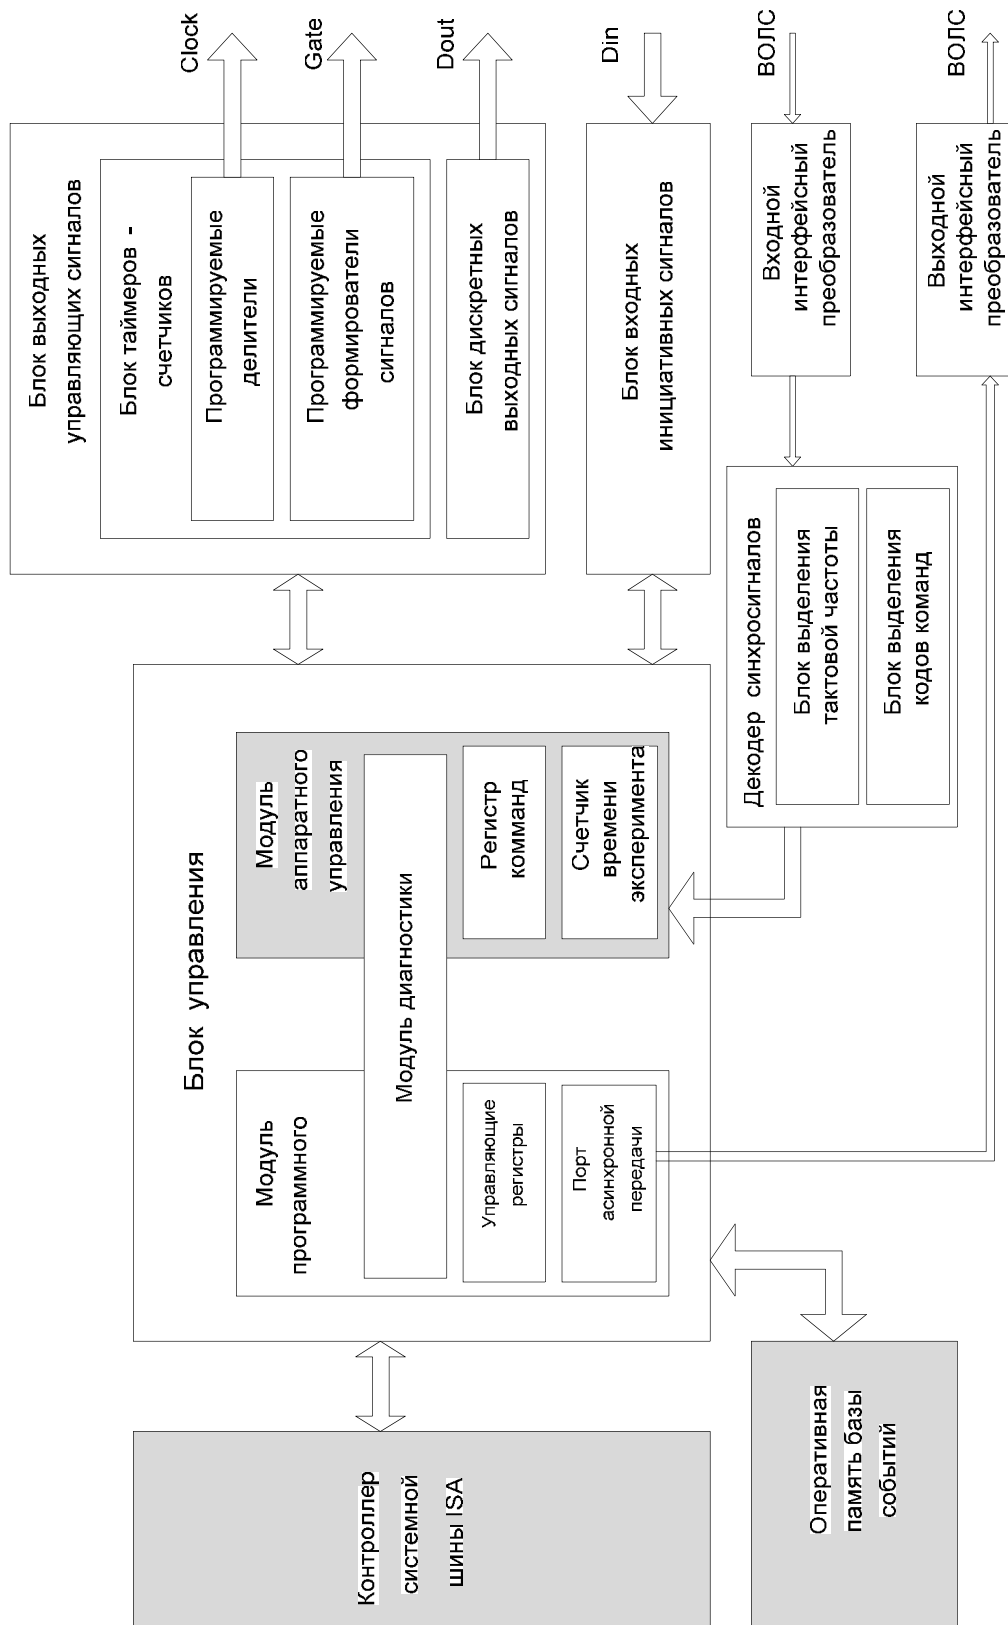 Контроллер
системной
шины ISA
Оперативная
память базы
событий
Блок управления
Модуль
программного
Модуль
аппаратного
управления
Модуль диагностики
Управляющие
регистры
Порт
асинхронной
передачи
Регистр
комманд
Счетчик
времени
эксперимента
Блок выходных
управляющих сигналов
Блок таймеров -
счетчиков
Програмируемые
делители
Программируемые
формирователи
сигналов
Блок дискретных
выходных сигналов
Clock
Gate
Dout
Блок входных
инициативных сигналов
Din
Декодер синхросигналов
Блок выделения
тактовой частоты
Блок выделения
кодов команд
Входной
интерфейсный
преобразователь
ВОЛС
Выходной
интерфейсный
преобразователь
ВОЛС